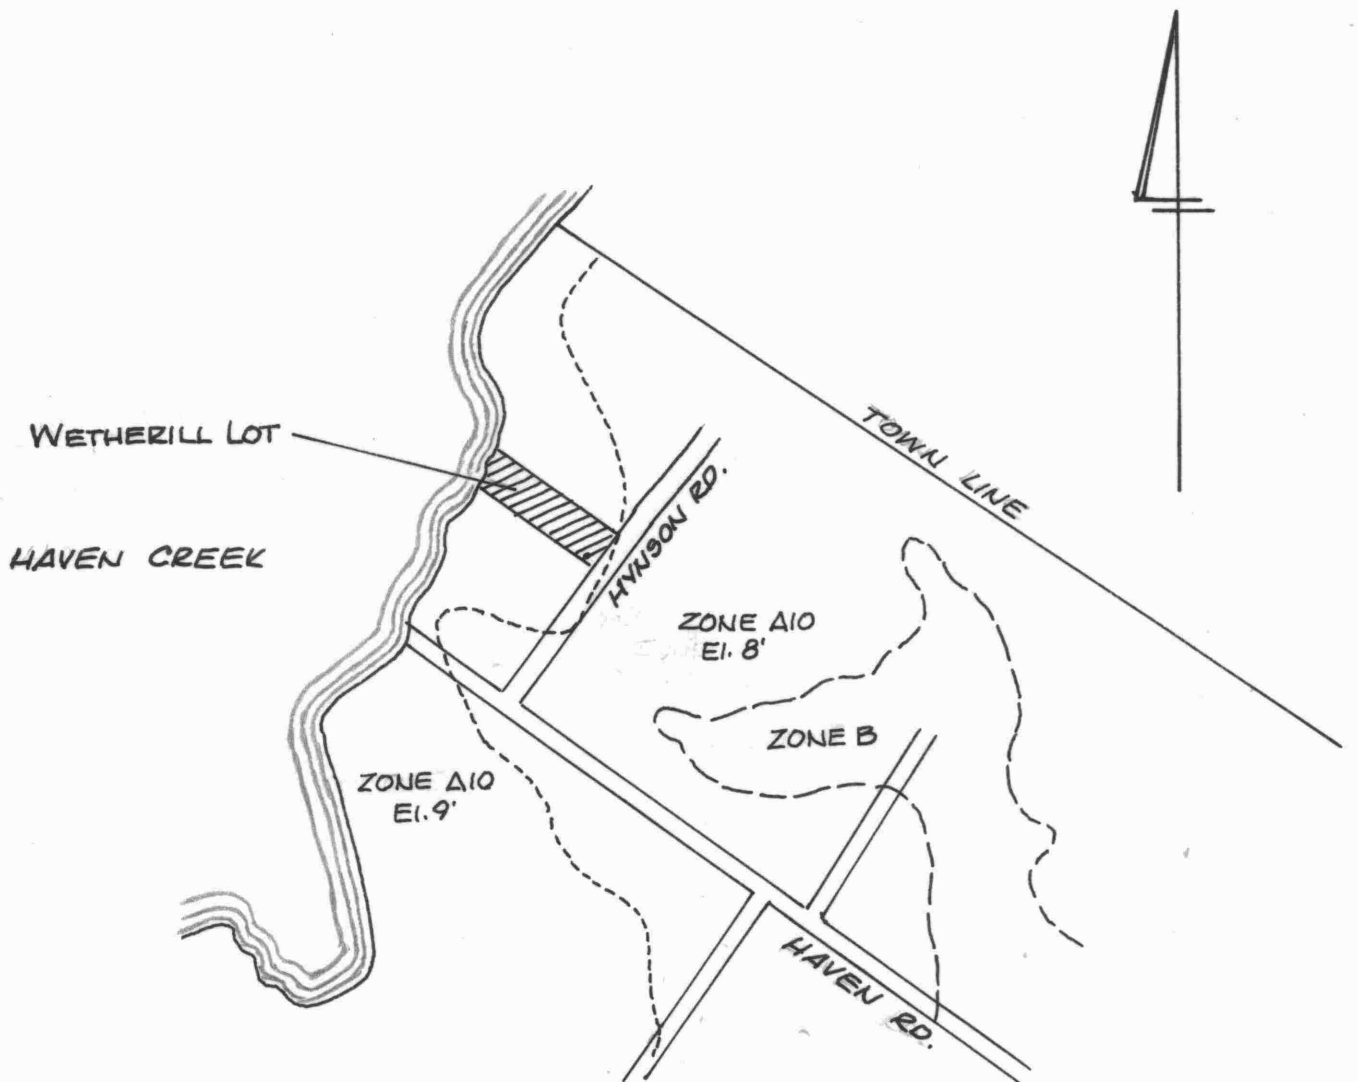 WETHERILL LOT
HAVEN CREEK
TOWN LINE
HYNSON RD.
ZONE A10
El. 8'
ZONE B
ZONE A10
El. 9'
HAVEN RD.